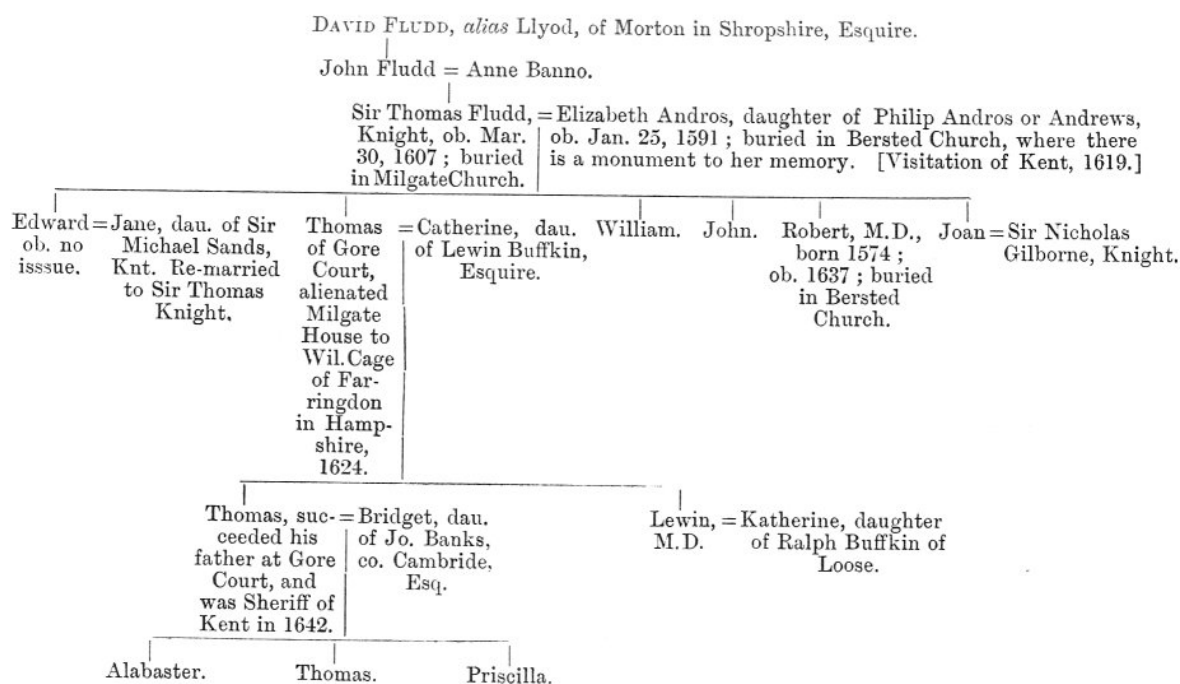 DAVID FLUDD, alias Llyod, of Morton in Shropshire, Esquire.
John Fludd = Anne Banno.
Sir Thomas Fludd,
Knight, ob. Mar.
30, 1607 ; buried
in Milgate Church.
= Elizabeth Andros, daughter of Philip Andros or Andrews,
ob. Jan. 25, 1591 ; buried in Bersted Church, where there
is a monument to her memory. [Visitation of Kent, 1619.]
Edward
ob. no
isssue.
= Jane, dau. of Sir
Michael Sands,
Knt. Re-married
to Sir Thomas
Knight.
Thomas
of Gore
Court,
alienated
Milgate
House to
Wil. Cage
of Far-
ringdon
in Hamp-
shire,
1624.
= Catherine, dau.
of Lewin Buffkin,
Esquire.
William.
John.
Robert, M.D.,
born 1574 ;
ob. 1637 ; buried
in Bersted
Church.
Joan = Sir Nicholas
Gilborne, Knight.
Thomas, suc-
ceeded his
father at Gore
Court, and
was Sheriff of
Kent in 1642.
= Bridget, dau.
of Jo. Banks,
co. Cambride,
Esq.
Lewin,
M.D.
= Katherine, daughter
of Ralph Buffkin of
Loose.
Alabaster.
Thomas.
Priscilla.